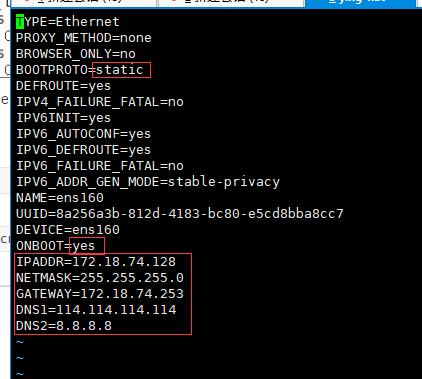 TYPE=Ethernet
PROXY_METHOD=none
BROWSER_ONLY=no
BOOTPROTO=static
DEFROUTE=yes
IPV4_FAILURE_FATAL=no
IPV6INIT=yes
IPV6_AUTOCONF=yes
IPV6_DEFROUTE=yes
IPV6_FAILURE_FATAL=no
IPV6_ADDR_GEN_MODE=stable-privacy
NAME=ens160
UUID=8a256a3b-812d-4183-bc80-e5cd8bba8cc7
DEVICE=ens160
ONBOOT=yes
IPADDR=172.18.74.128
NETMASK=255.255.255.0
GATEWAY=172.18.74.253
DNS1=114.114.114.114
DNS2=8.8.8.8
~
~
~